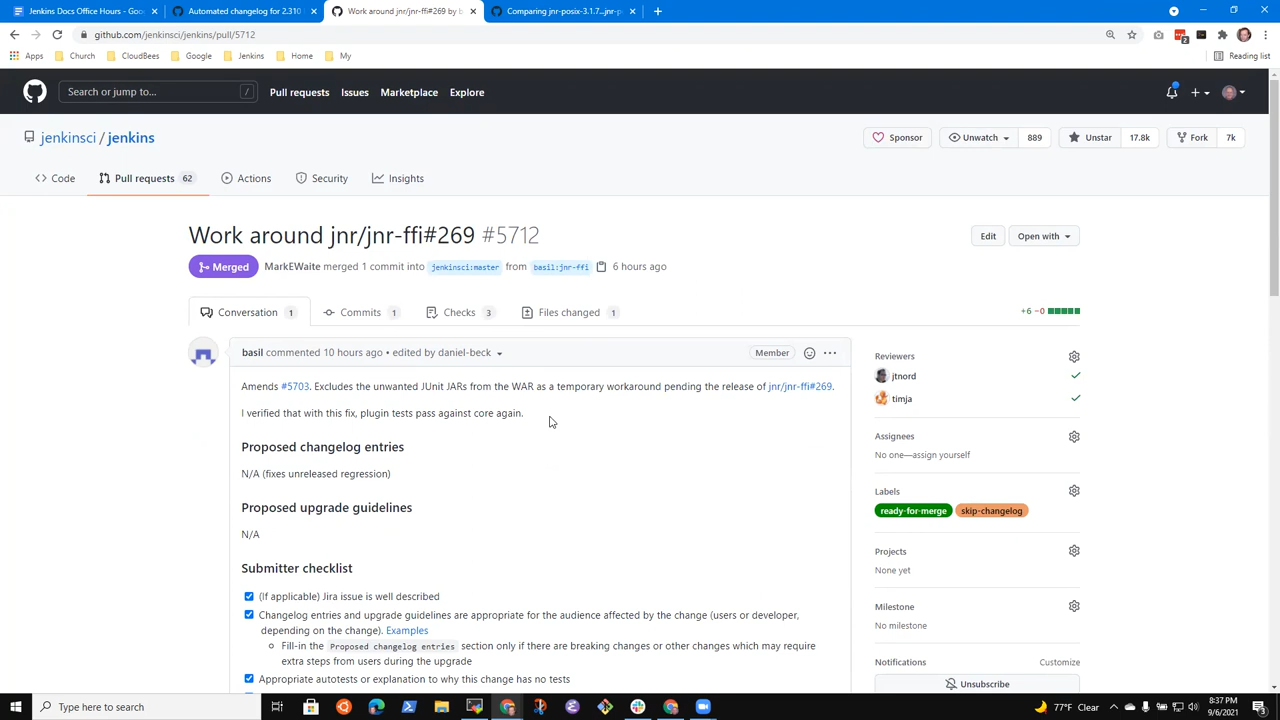 Jenkins Docs Office Hours - Goog
Automated changelog for 2.310
Work around jnr/jnr-ffi#269 by b
Comparing jnr-posix-3.1.7...jnr-p
github.com/jenkinsci/jenkins/pull/5712
2
Apps
Church
CloudBees
Google
Jenkins
Home
My
Reading list
Search or jump to...
/
Pull requests
Issues
Marketplace
Explore
jenkinsci / jenkins
Sponsor
Unwatch
889
Unstar
17.8k
Fork
7k
Code
Pull requests 62
Actions
Security
Insights
Work around jnr/jnr-ffi#269 #5712
Edit
Open with
Merged
MarkEWaite merged 1 commit into jenkinsci:master from basil:jnr-ffi 6 hours ago
Conversation 1
Commits 1
Checks 3
Files changed 1
+6 −0
basil commented 10 hours ago • edited by daniel-beck
Member
Amends #5703. Excludes the unwanted JUnit JARs from the WAR as a temporary workaround pending the release of jnr/jnr-ffi#269.
I verified that with this fix, plugin tests pass against core again.
Proposed changelog entries
N/A (fixes unreleased regression)
Proposed upgrade guidelines
N/A
Submitter checklist
(If applicable) Jira issue is well described
Changelog entries and upgrade guidelines are appropriate for the audience affected by the change (users or developer,
depending on the change). Examples
Fill-in the Proposed changelog entries section only if there are breaking changes or other changes which may require
extra steps from users during the upgrade
Appropriate autotests or explanation to why this change has no tests
Reviewers
jtnord
timja
Assignees
No one—assign yourself
Labels
ready-for-merge
skip-changelog
Projects
None yet
Milestone
No milestone
Notifications
Customize
Unsubscribe
Type here to search
77°F Clear
8:37 PM
9/6/2021
3